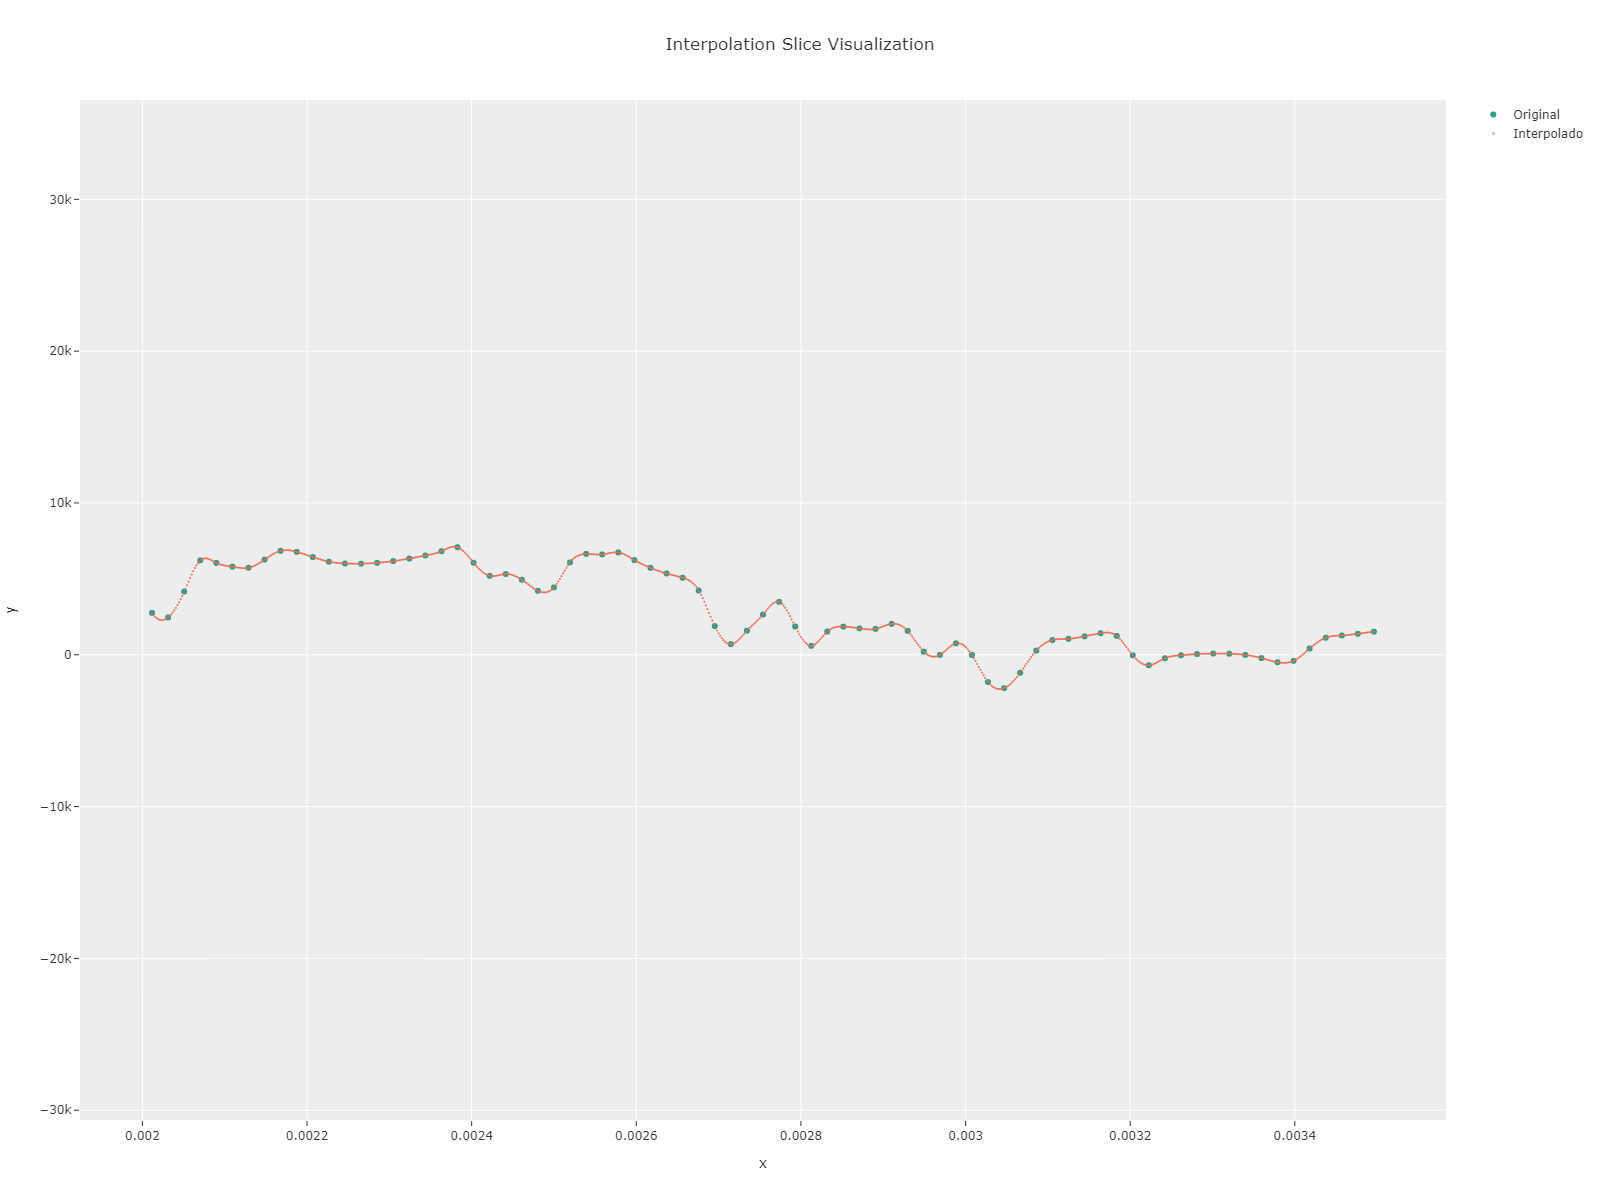 Interpolation Slice Visualization
Original
Interpolado
30k
20k
10k
0
−10k
−20k
−30k
y
0.002
0.0022
0.0024
0.0026
0.0028
0.003
0.0032
0.0034
x